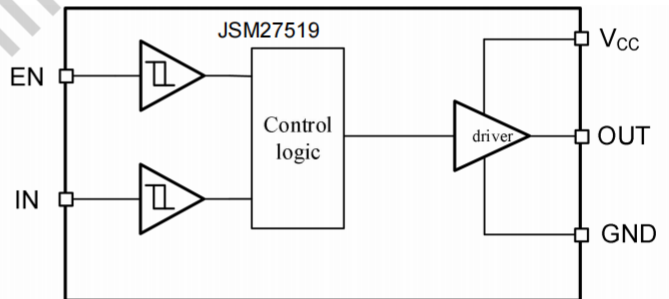 JSM27519
EN
IN
Control
logic
driver
VCC
OUT
GND